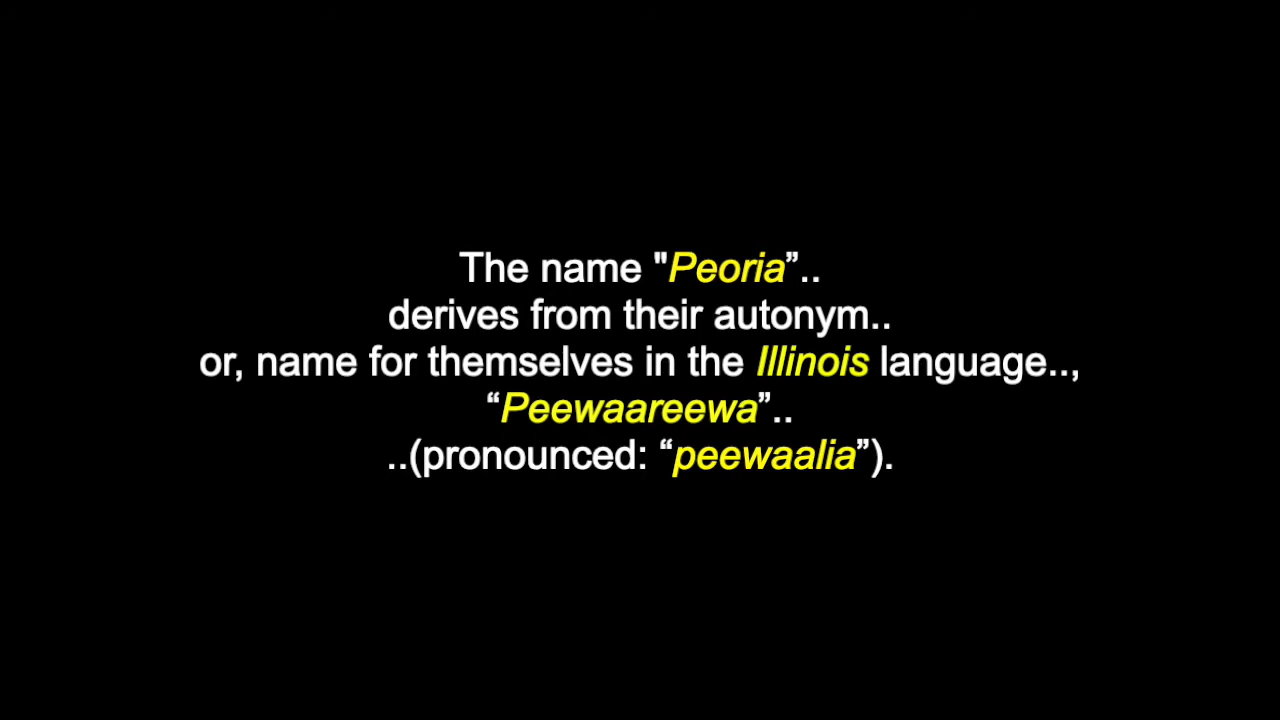 The name "Peoria”..
derives from their autonym..
or, name for themselves in the Illinois language..,
“Peewaareewa”..
..(pronounced: “peewaalia”).